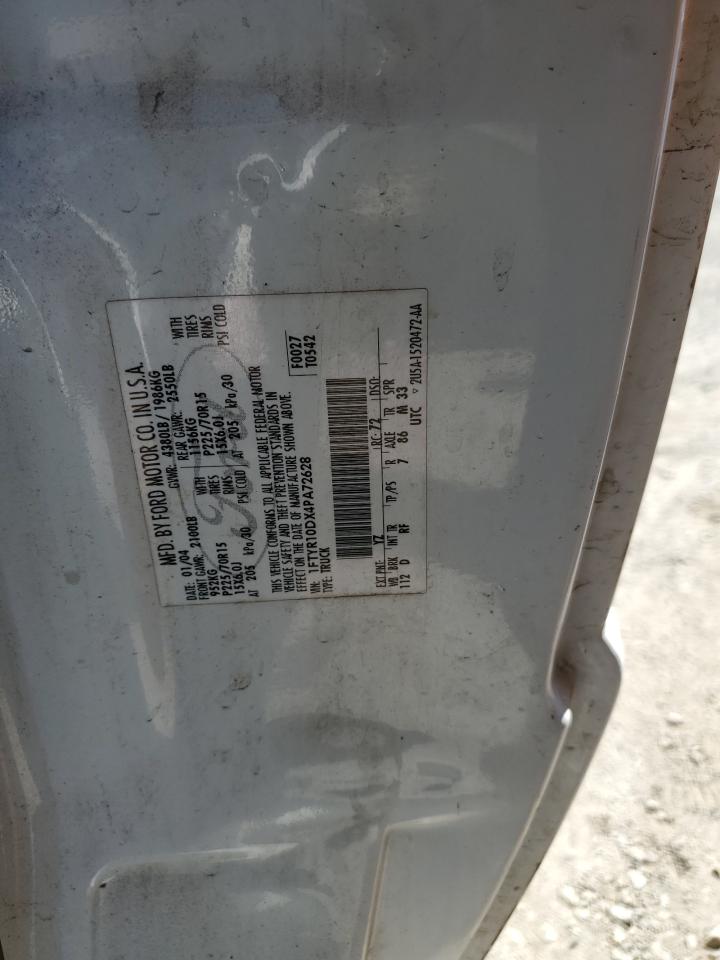 MFD. BY FORD MOTOR CO. IN U.S.A.
DATE: 01/04 GVWR: 4380LB/1986KG
FRONT GAWR: 2100LB REAR GAWR: 2550LB
952KG WITH 1156KG WITH
P225/70R15 TIRES P225/70R15 TIRES
15X6.0J RIMS 15X6.0J RIMS
AT 205 kPa/30 PSI COLD AT 205 kPa/30 PSI COLD
THIS VEHICLE CONFORMS TO ALL APPLICABLE FEDERAL MOTOR
VEHICLE SAFETY AND THEFT PREVENTION STANDARDS IN
EFFECT ON THE DATE OF MANUFACTURE SHOWN ABOVE.
VIN: 1FTYR10DX4PA72628 F0027
TYPE: TRUCK T0542
EXT PNT: YZ RC: 72 DSO:
WB BRK INT TR TP/PS R AXLE TR SPR
112 D RF 7 86 M 33
UTC ▽ 2U5A-1520472-AA